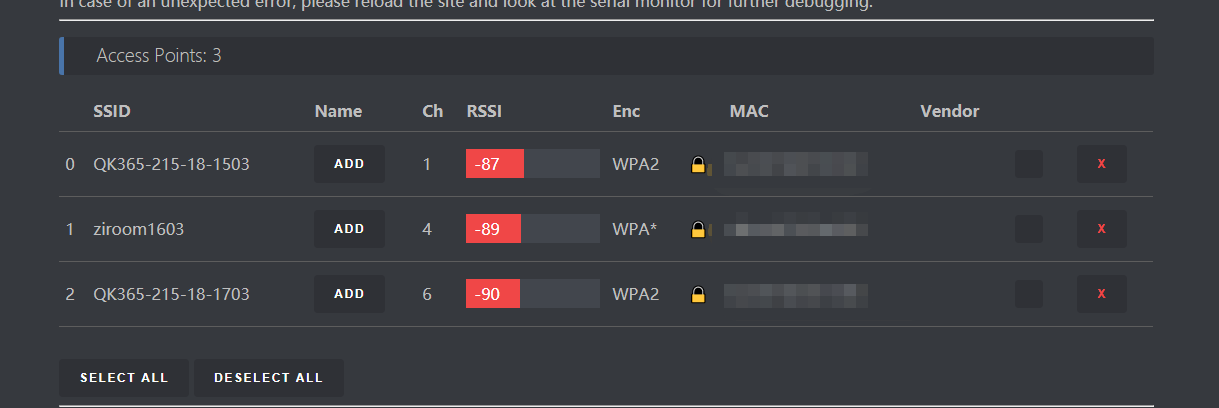 In case of an unexpected error, please reload the site and look at the serial monitor for further debugging.
Access Points: 3
SSID Name Ch RSSI Enc MAC Vendor
0 QK365-215-18-1503 ADD 1 -87 WPA2 X
1 ziroom1603 ADD 4 -89 WPA* X
2 QK365-215-18-1703 ADD 6 -90 WPA2 X
SELECT ALL DESELECT ALL